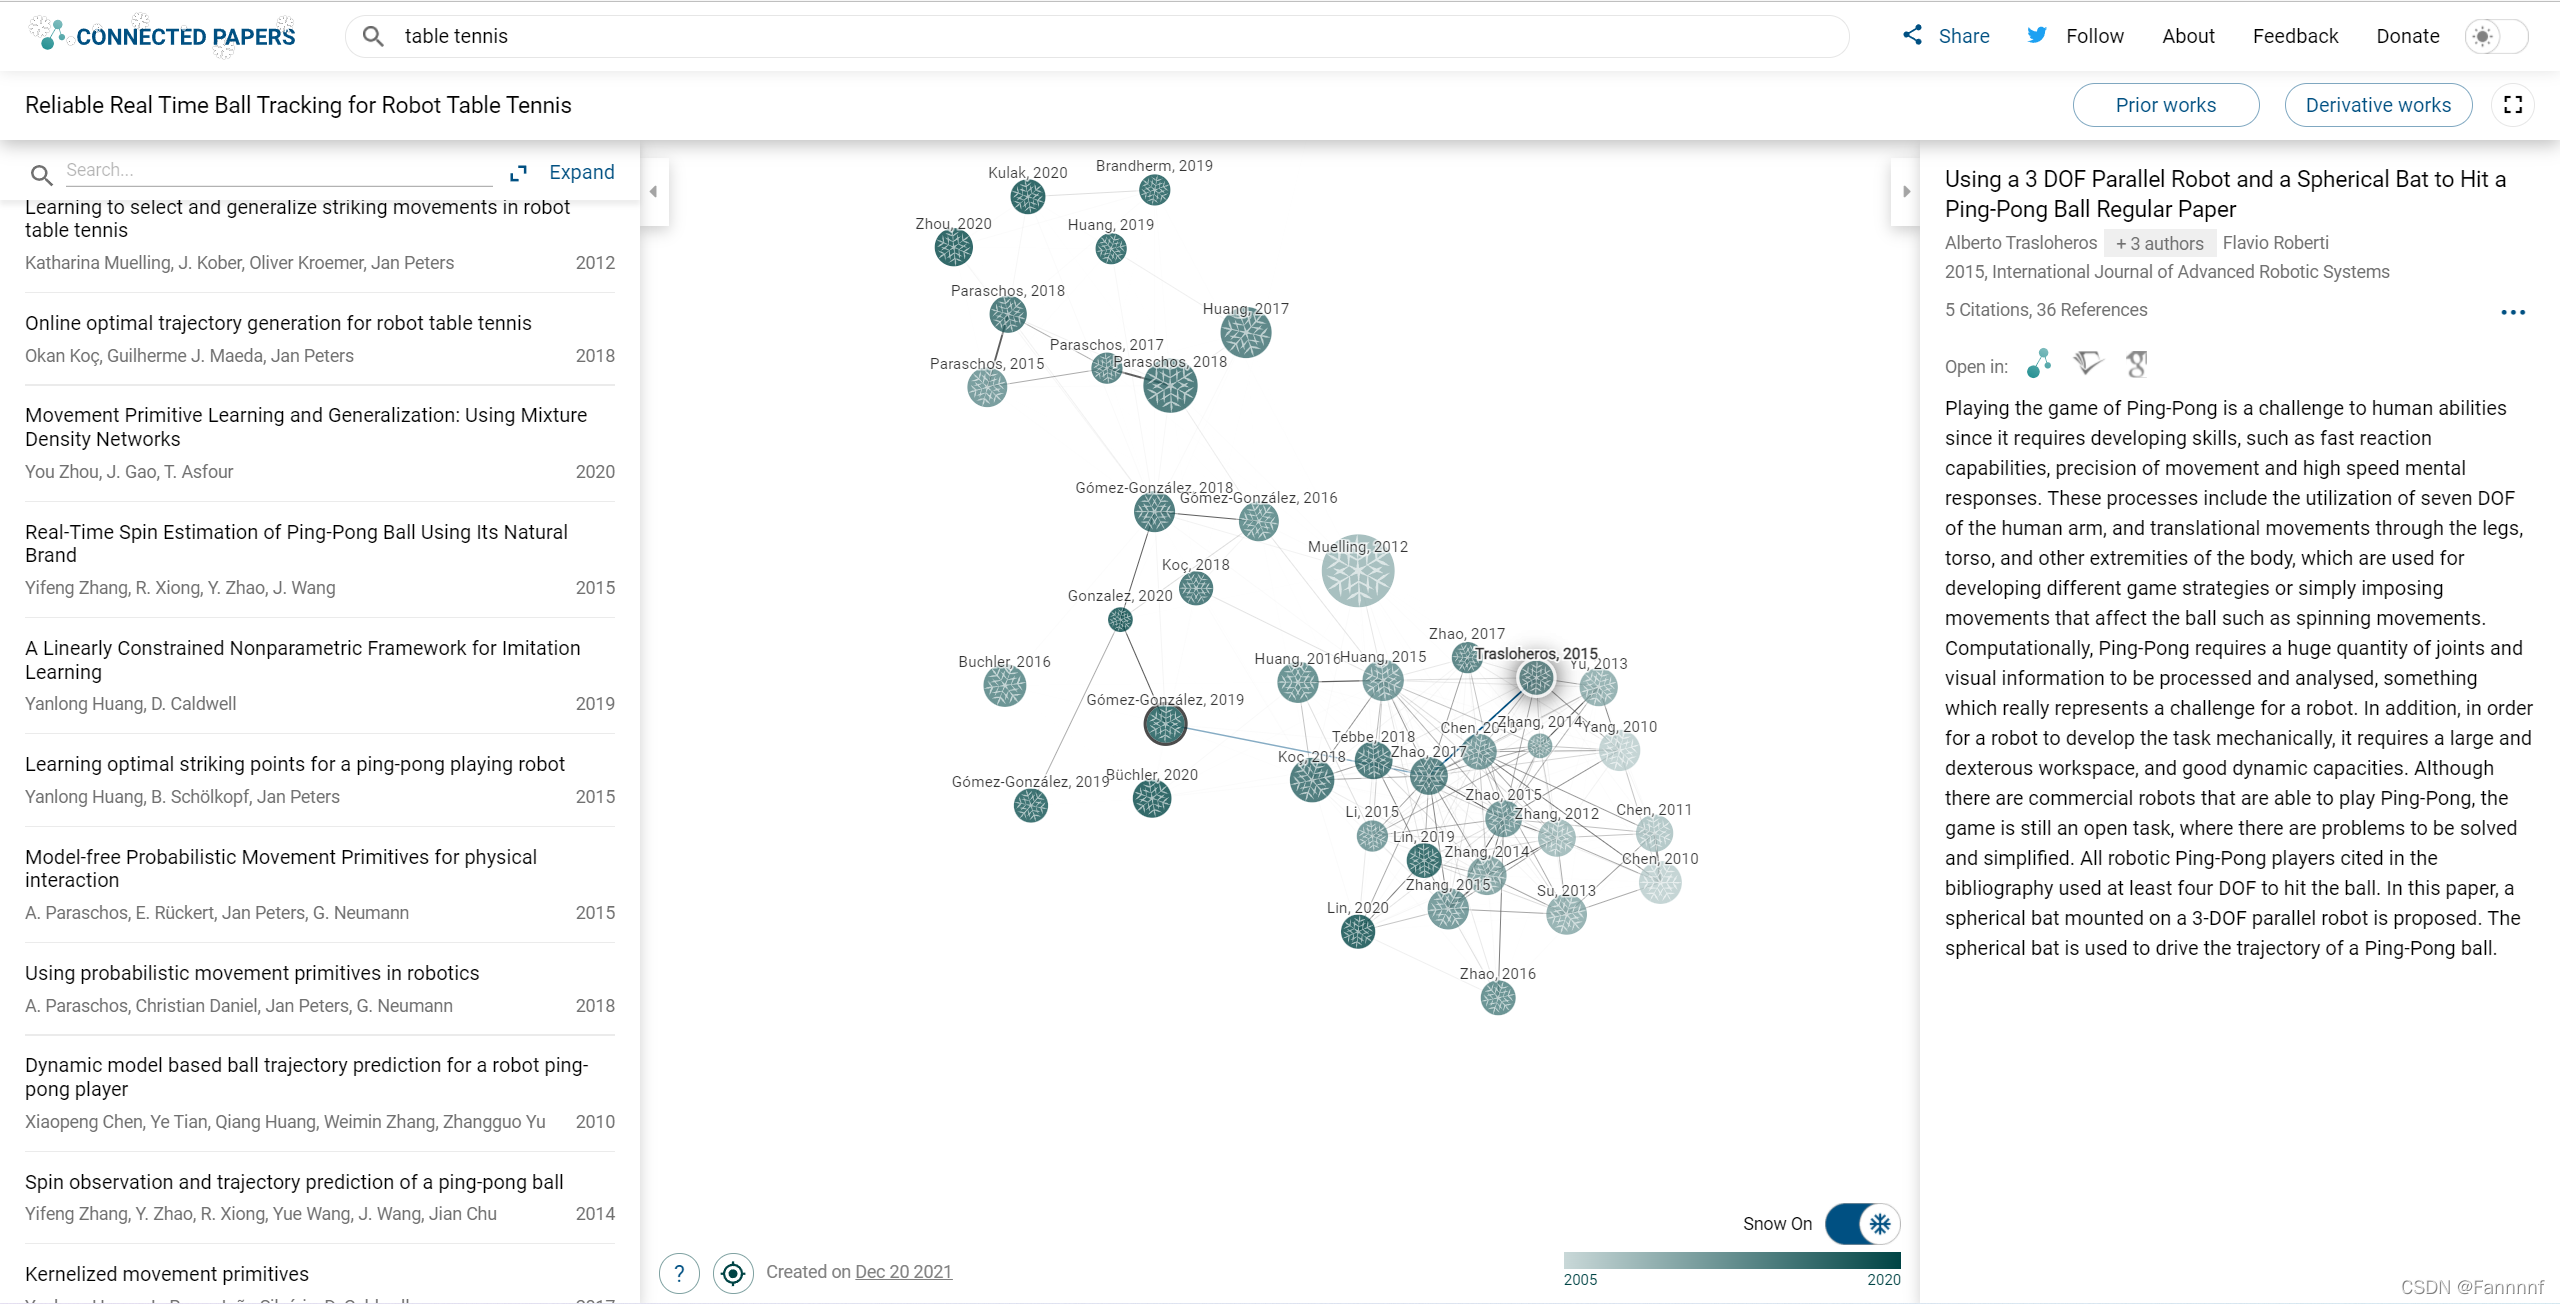 CONNECTED PAPERS
table tennis
Share
Follow
About
Feedback
Donate
Reliable Real Time Ball Tracking for Robot Table Tennis
Prior works
Derivative works
Search...
Expand
Learning to select and generalize striking movements in robot
table tennis
Katharina Muelling, J. Kober, Oliver Kroemer, Jan Peters 2012
Online optimal trajectory generation for robot table tennis
Okan Koç, Guilherme J. Maeda, Jan Peters 2018
Movement Primitive Learning and Generalization: Using Mixture
Density Networks
You Zhou, J. Gao, T. Asfour 2020
Real-Time Spin Estimation of Ping-Pong Ball Using Its Natural
Brand
Yifeng Zhang, R. Xiong, Y. Zhao, J. Wang 2015
A Linearly Constrained Nonparametric Framework for Imitation
Learning
Yanlong Huang, D. Caldwell 2019
Learning optimal striking points for a ping-pong playing robot
Yanlong Huang, B. Schölkopf, Jan Peters 2015
Model-free Probabilistic Movement Primitives for physical
interaction
A. Paraschos, E. Rückert, Jan Peters, G. Neumann 2015
Using probabilistic movement primitives in robotics
A. Paraschos, Christian Daniel, Jan Peters, G. Neumann 2018
Dynamic model based ball trajectory prediction for a robot ping-
pong player
Xiaopeng Chen, Ye Tian, Qiang Huang, Weimin Zhang, Zhangguo Yu 2010
Spin observation and trajectory prediction of a ping-pong ball
Yifeng Zhang, Y. Zhao, R. Xiong, Yue Wang, J. Wang, Jian Chu 2014
Kernelized movement primitives
Kulak, 2020
Brandherm, 2019
Zhou, 2020
Huang, 2019
Paraschos, 2018
Huang, 2017
Paraschos, 2017
Paraschos, 2015
Paraschos, 2018
Gómez-González, 2018
Gómez-González, 2016
Muelling, 2012
Koç, 2018
Gonzalez, 2020
Zhao, 2017
Buchler, 2016
Huang, 2016
Huang, 2015
Trasloheros, 2015
Yu, 2013
Gómez-González, 2019
Chen, 2015
Zhang, 2014
Yang, 2010
Tebbe, 2018
Zhao, 2017
Koç, 2018
Gómez-González, 2019
Büchler, 2020
Zhao, 2015
Li, 2015
Zhang, 2012
Chen, 2011
Lin, 2019
Zhang, 2014
Chen, 2010
Zhang, 2015
Su, 2013
Lin, 2020
Zhao, 2016
Snow On
2005 2020
?
Created on Dec 20 2021
Using a 3 DOF Parallel Robot and a Spherical Bat to Hit a
Ping-Pong Ball Regular Paper
Alberto Trasloheros + 3 authors Flavio Roberti
2015, International Journal of Advanced Robotic Systems
5 Citations, 36 References
Open in:
Playing the game of Ping-Pong is a challenge to human abilities
since it requires developing skills, such as fast reaction
capabilities, precision of movement and high speed mental
responses. These processes include the utilization of seven DOF
of the human arm, and translational movements through the legs,
torso, and other extremities of the body, which are used for
developing different game strategies or simply imposing
movements that affect the ball such as spinning movements.
Computationally, Ping-Pong requires a huge quantity of joints and
visual information to be processed and analysed, something
which really represents a challenge for a robot. In addition, in order
for a robot to develop the task mechanically, it requires a large and
dexterous workspace, and good dynamic capacities. Although
there are commercial robots that are able to play Ping-Pong, the
game is still an open task, where there are problems to be solved
and simplified. All robotic Ping-Pong players cited in the
bibliography used at least four DOF to hit the ball. In this paper, a
spherical bat mounted on a 3-DOF parallel robot is proposed. The
spherical bat is used to drive the trajectory of a Ping-Pong ball.
CSDN @Fannnnf